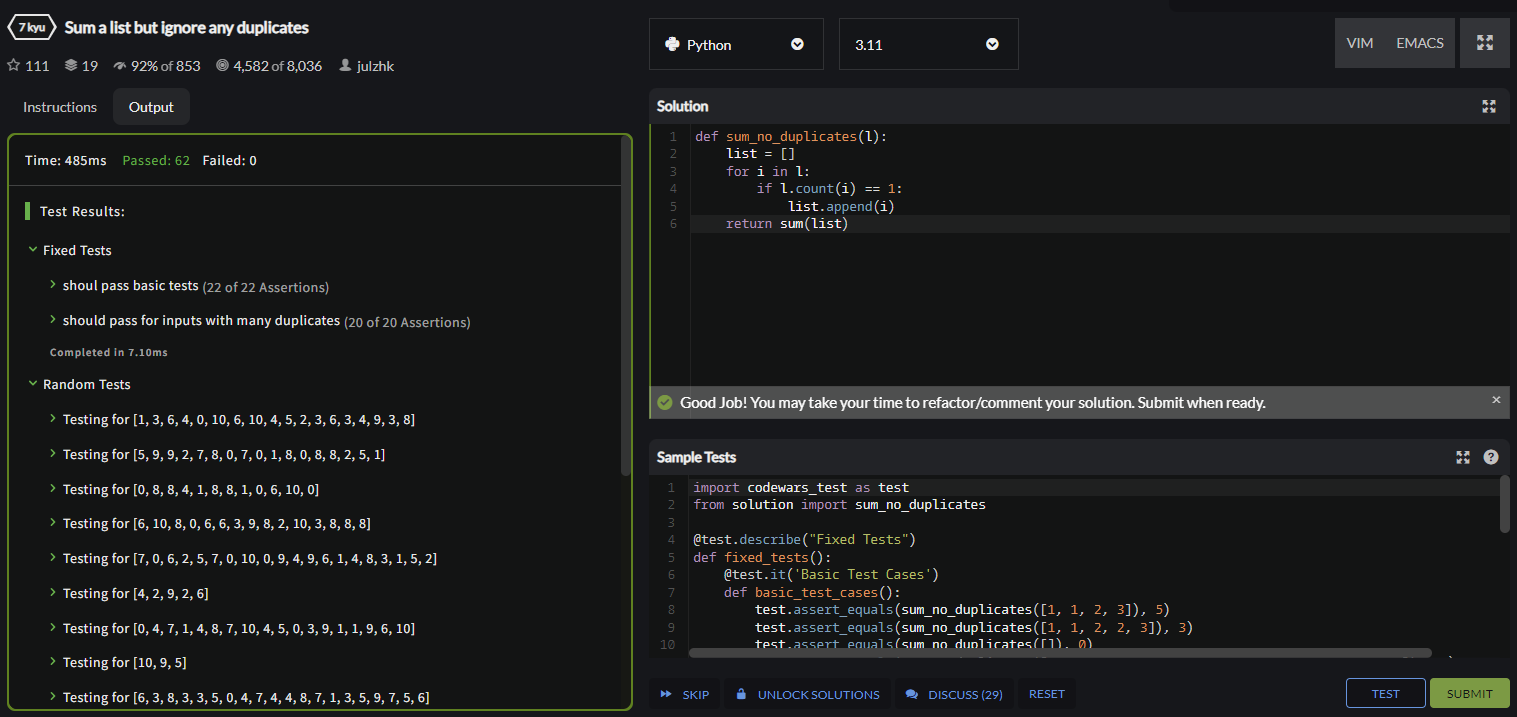 7 kyu Sum a list but ignore any duplicates
111 19 92% of 853 4,582 of 8,036 julzhk
Instructions Output
Time: 485ms Passed: 62 Failed: 0
Test Results:
Fixed Tests
shoul pass basic tests (22 of 22 Assertions)
should pass for inputs with many duplicates (20 of 20 Assertions)
Completed in 7.10ms
Random Tests
Testing for [1, 3, 6, 4, 0, 10, 6, 10, 4, 5, 2, 3, 6, 3, 4, 9, 3, 8]
Testing for [5, 9, 9, 2, 7, 8, 0, 7, 0, 1, 8, 0, 8, 8, 2, 5, 1]
Testing for [0, 8, 8, 4, 1, 8, 8, 1, 0, 6, 10, 0]
Testing for [6, 10, 8, 0, 6, 6, 3, 9, 8, 2, 10, 3, 8, 8, 8]
Testing for [7, 0, 6, 2, 5, 7, 0, 10, 0, 9, 4, 9, 6, 1, 4, 8, 3, 1, 5, 2]
Testing for [4, 2, 9, 2, 6]
Testing for [0, 4, 7, 1, 4, 8, 7, 10, 4, 5, 0, 3, 9, 1, 1, 9, 6, 10]
Testing for [10, 9, 5]
Testing for [6, 3, 8, 3, 3, 5, 0, 4, 7, 4, 4, 8, 7, 1, 3, 5, 9, 7, 5, 6]
Python 3.11 VIM EMACS
Solution
1 def sum_no_duplicates(l):
2     list = []
3     for i in l:
4         if l.count(i) == 1:
5             list.append(i)
6     return sum(list)
Good Job! You may take your time to refactor/comment your solution. Submit when ready. ×
Sample Tests ?
1 import codewars_test as test
2 from solution import sum_no_duplicates
3
4 @test.describe("Fixed Tests")
5 def fixed_tests():
6     @test.it('Basic Test Cases')
7     def basic_test_cases():
8         test.assert_equals(sum_no_duplicates([1, 1, 2, 3]), 5)
9         test.assert_equals(sum_no_duplicates([1, 1, 2, 2, 3]), 3)
10         test.assert_equals(sum_no_duplicates([]), 0)
SKIP UNLOCK SOLUTIONS DISCUSS (29) RESET TEST SUBMIT